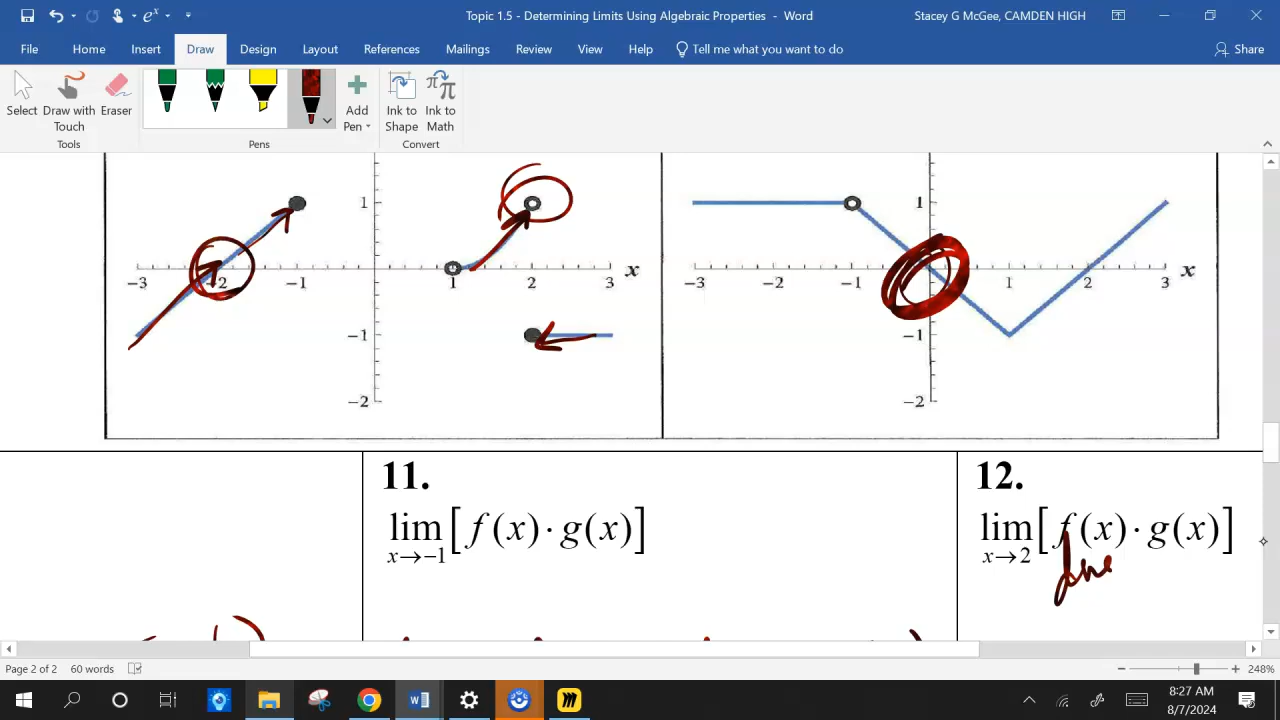 Topic 1.5 - Determining Limits Using Algebraic Properties - Word
Stacey G McGee, CAMDEN HIGH
File Home Insert Draw Design Layout References Mailings Review View Help Tell me what you want to do Share
Select
Draw with Touch
Eraser
Add Pen
Ink to Shape
Ink to Math
Tools Pens Convert
1
-3 -2 -1 1 2 3 x
-1
-2
1
-3 -2 -1 1 2 3 x
-1
-2
11.
lim x→-1 [f(x)·g(x)]
12.
lim x→2 [f(x)·g(x)]
Page 2 of 2 60 words 248%
8:27 AM
8/7/2024